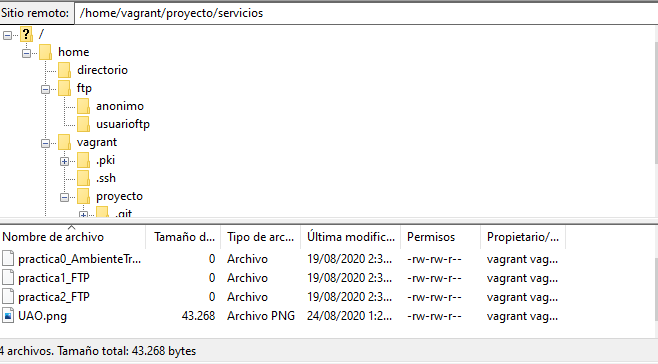 Sitio remoto: /home/vagrant/proyecto/servicios
/
home
directorio
ftp
anonimo
usuarioftp
vagrant
.pki
.ssh
proyecto
.git
Nombre de archivo Tamaño d... Tipo de arc... Última modific... Permisos Propietario/...
practica0_AmbienteTr... 0 Archivo 19/08/2020 2:3... -rw-rw-r-- vagrant vag...
practica1_FTP 0 Archivo 19/08/2020 2:3... -rw-rw-r-- vagrant vag...
practica2_FTP 0 Archivo 19/08/2020 2:3... -rw-rw-r-- vagrant vag...
UAO.png 43.268 Archivo PNG 24/08/2020 1:2... -rw-rw-r-- vagrant vag...
4 archivos. Tamaño total: 43.268 bytes